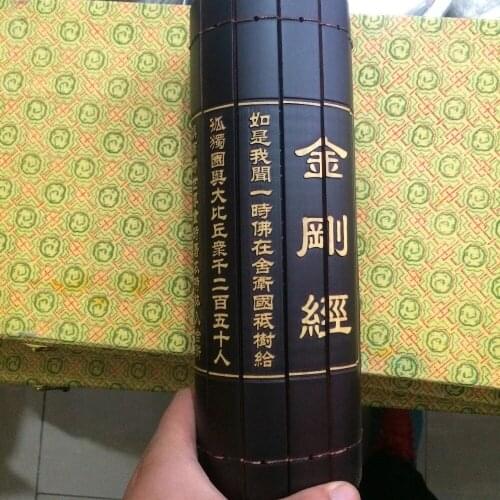 金剛經
如是我聞一時佛在舍衛國祇樹給
孤獨園與大比丘衆千二百五十人